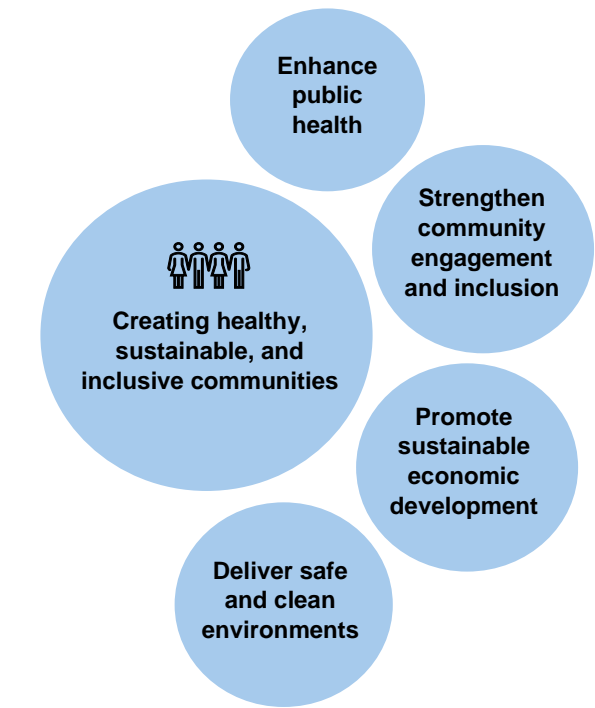 Enhance
public
health
Strengthen
community
engagement
and inclusion
Creating healthy,
sustainable, and
inclusive communities
Promote
sustainable
economic
development
Deliver safe
and clean
environments